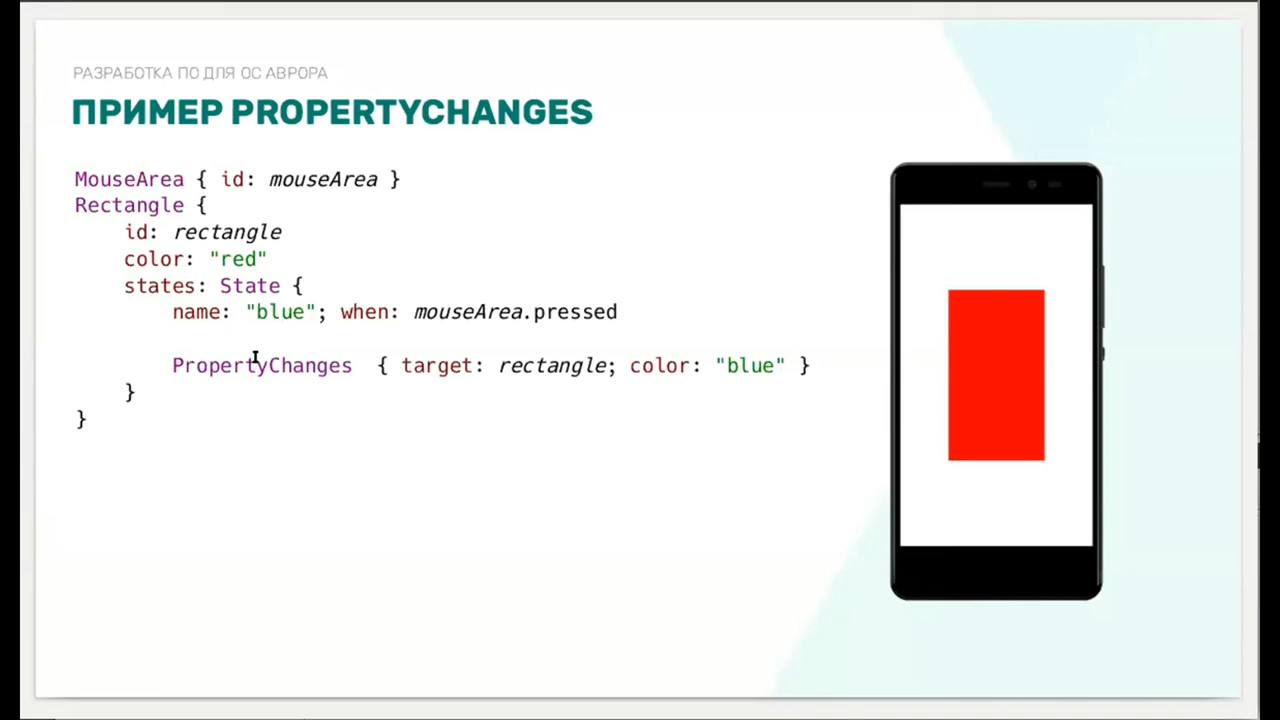 РАЗРАБОТКА ПО ДЛЯ ОС АВРОРА
ПРИМЕР PROPERTYCHANGES
MouseArea { id: mouseArea }
Rectangle {
    id: rectangle
    color: "red"
    states: State {
        name: "blue"; when: mouseArea.pressed
        PropertyChanges  { target: rectangle; color: "blue" }
    }
}